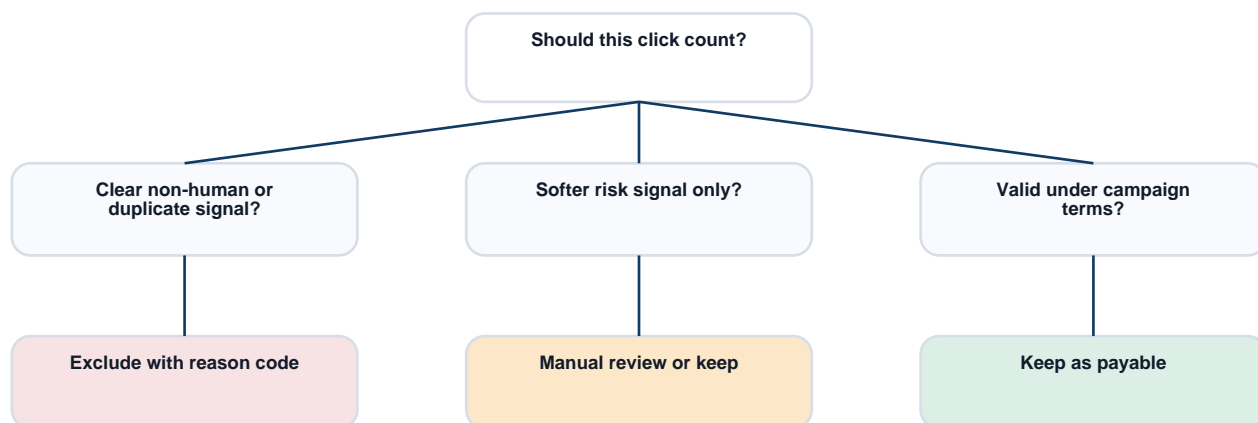 Should this click count?
Clear non-human or
duplicate signal?
Softer risk signal only?
Valid under campaign
terms?
Exclude with reason code
Manual review or keep
Keep as payable